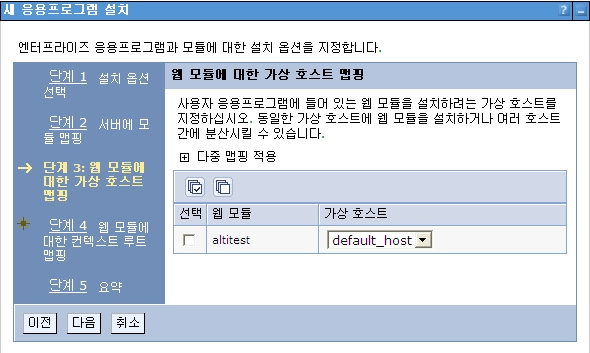 새 응용프로그램 설치
? _
엔터프라이즈 응용프로그램과 모듈에 대한 설치 옵션을 지정합니다.
단계 1 설치 옵션
선택
단계 2 서버에 모
듈 맵핑
단계 3: 웹 모듈에
대한 가상 호스트
맵핑
단계 4 웹 모듈에
대한 컨텍스트 루트
맵핑
단계 5 요약
웹 모듈에 대한 가상 호스트 맵핑
사용자 응용프로그램에 들어 있는 웹 모듈을 설치하려는 가상 호스트를
지정하십시오. 동일한 가상 호스트에 웹 모듈을 설치하거나 여러 호스트
간에 분산시킬 수 있습니다.
다중 맵핑 적용
선택 웹 모듈 가상 호스트
altitest default_host
이전 다음 취소